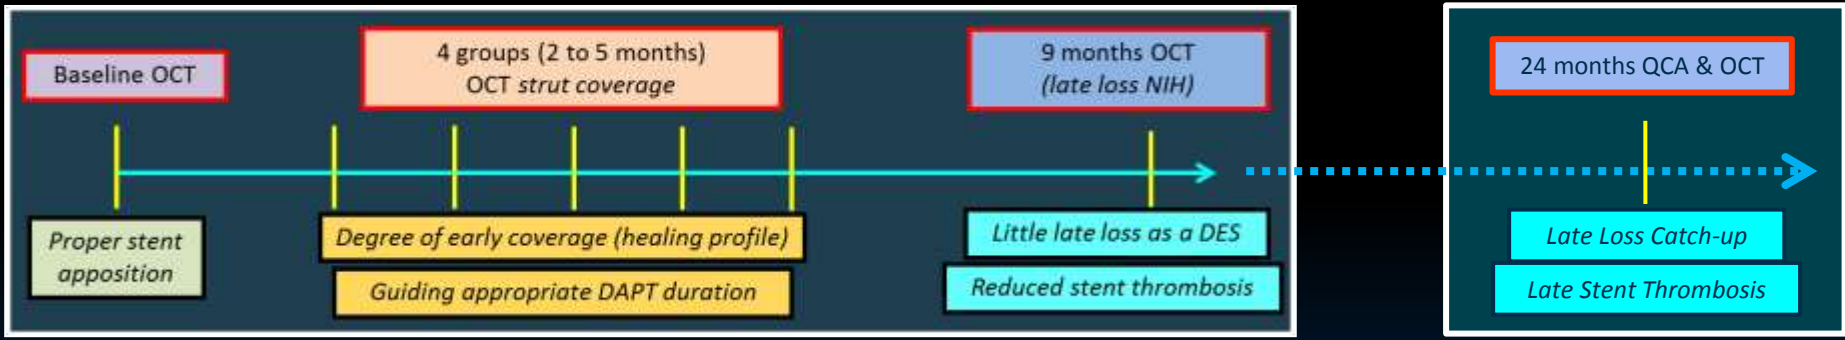 Baseline OCT
Proper stent
apposition
4 groups (2 to 5 months)
OCT strut coverage
Degree of early coverage (healing profile)
Guiding appropriate DAPT duration
9 months OCT
(late loss NIH)
Little late loss as a DES
Reduced stent thrombosis
24 months QCA & OCT
Late Loss Catch-up
Late Stent Thrombosis